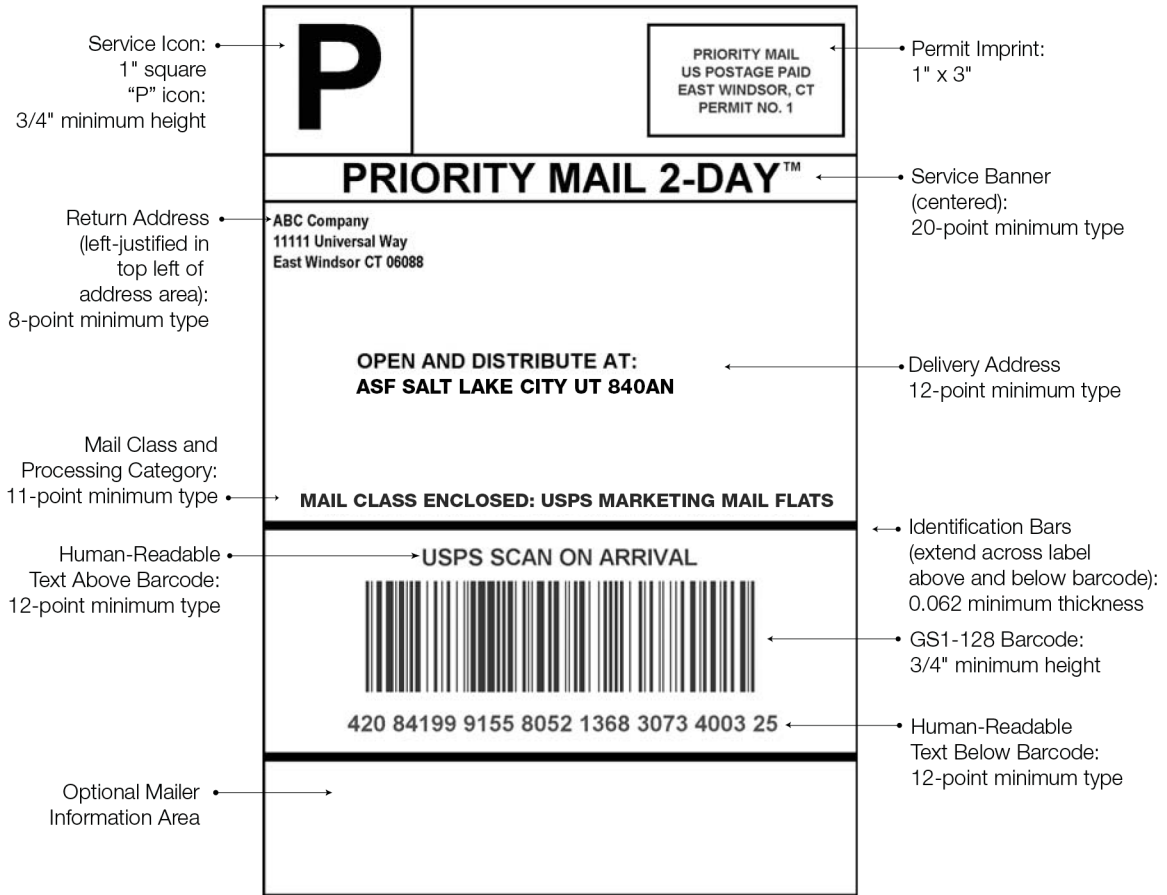 Service Icon:
1" square
“P” icon:
3/4" minimum height
P
PRIORITY MAIL
US POSTAGE PAID
EAST WINDSOR, CT
PERMIT NO. 1
Permit Imprint:
1" x 3"
PRIORITY MAIL 2-DAY™
Service Banner
(centered):
20-point minimum type
Return Address
(left-justified in
top left of
address area):
8-point minimum type
ABC Company
11111 Universal Way
East Windsor CT 06088
OPEN AND DISTRIBUTE AT:
ASF SALT LAKE CITY UT 840AN
Delivery Address
12-point minimum type
Mail Class and
Processing Category:
11-point minimum type
MAIL CLASS ENCLOSED: USPS MARKETING MAIL FLATS
Identification Bars
(extend across label
above and below barcode):
0.062 minimum thickness
Human-Readable
Text Above Barcode:
12-point minimum type
USPS SCAN ON ARRIVAL
GS1-128 Barcode:
3/4" minimum height
420 84199 9155 8052 1368 3073 4003 25
Human-Readable
Text Below Barcode:
12-point minimum type
Optional Mailer
Information Area